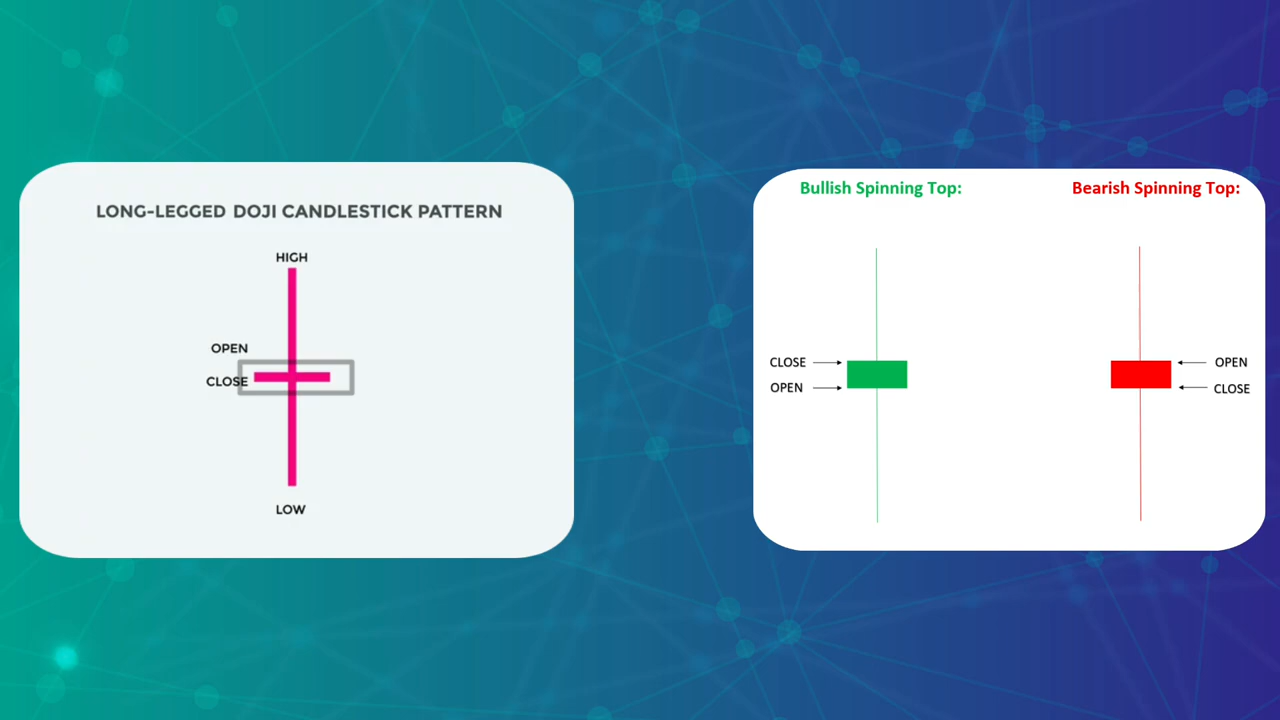 LONG-LEGGED DOJI CANDLESTICK PATTERN
HIGH
OPEN
CLOSE
LOW
Bullish Spinning Top:
Bearish Spinning Top:
CLOSE
OPEN
OPEN
CLOSE